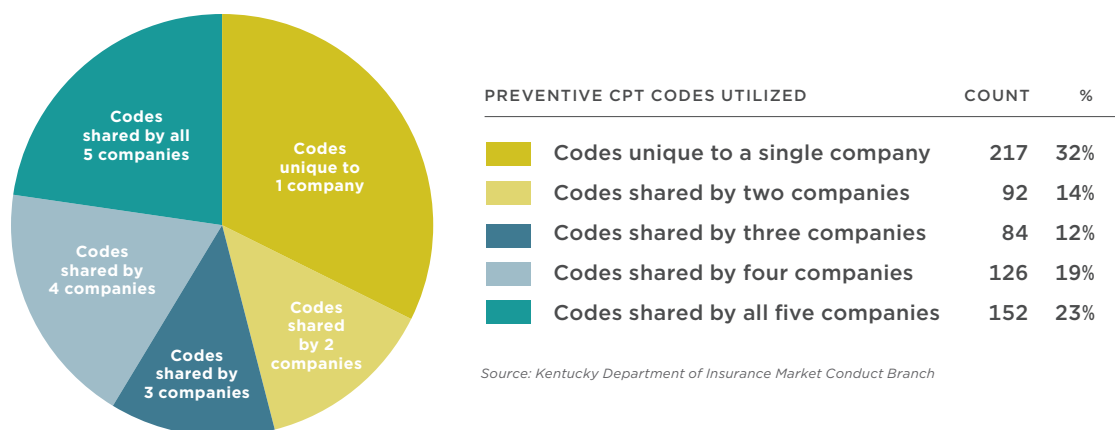 Codes
shared by all
5 companies
Codes
unique to
1 company
Codes
shared by
4 companies
Codes
shared
by 2
companies
Codes
shared by
3 companies
PREVENTIVE CPT CODES UTILIZED COUNT %
Codes unique to a single company 217 32%
Codes shared by two companies 92 14%
Codes shared by three companies 84 12%
Codes shared by four companies 126 19%
Codes shared by all five companies 152 23%
Source: Kentucky Department of Insurance Market Conduct Branch